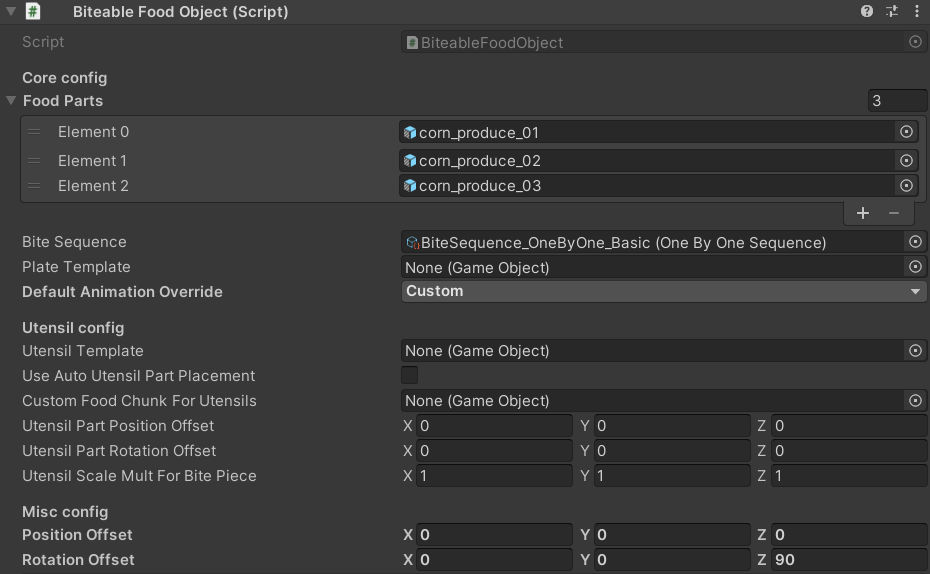 Biteable Food Object (Script)
Script BiteableFoodObject
Core config
Food Parts 3
Element 0 corn_produce_01
Element 1 corn_produce_02
Element 2 corn_produce_03
+ −
Bite Sequence BiteSequence_OneByOne_Basic (One By One Sequence)
Plate Template None (Game Object)
Default Animation Override Custom
Utensil config
Utensil Template None (Game Object)
Use Auto Utensil Part Placement
Custom Food Chunk For Utensils None (Game Object)
Utensil Part Position Offset X 0 Y 0 Z 0
Utensil Part Rotation Offset X 0 Y 0 Z 0
Utensil Scale Mult For Bite Piece X 1 Y 1 Z 1
Misc config
Position Offset X 0 Y 0 Z 0
Rotation Offset X 0 Y 0 Z 90